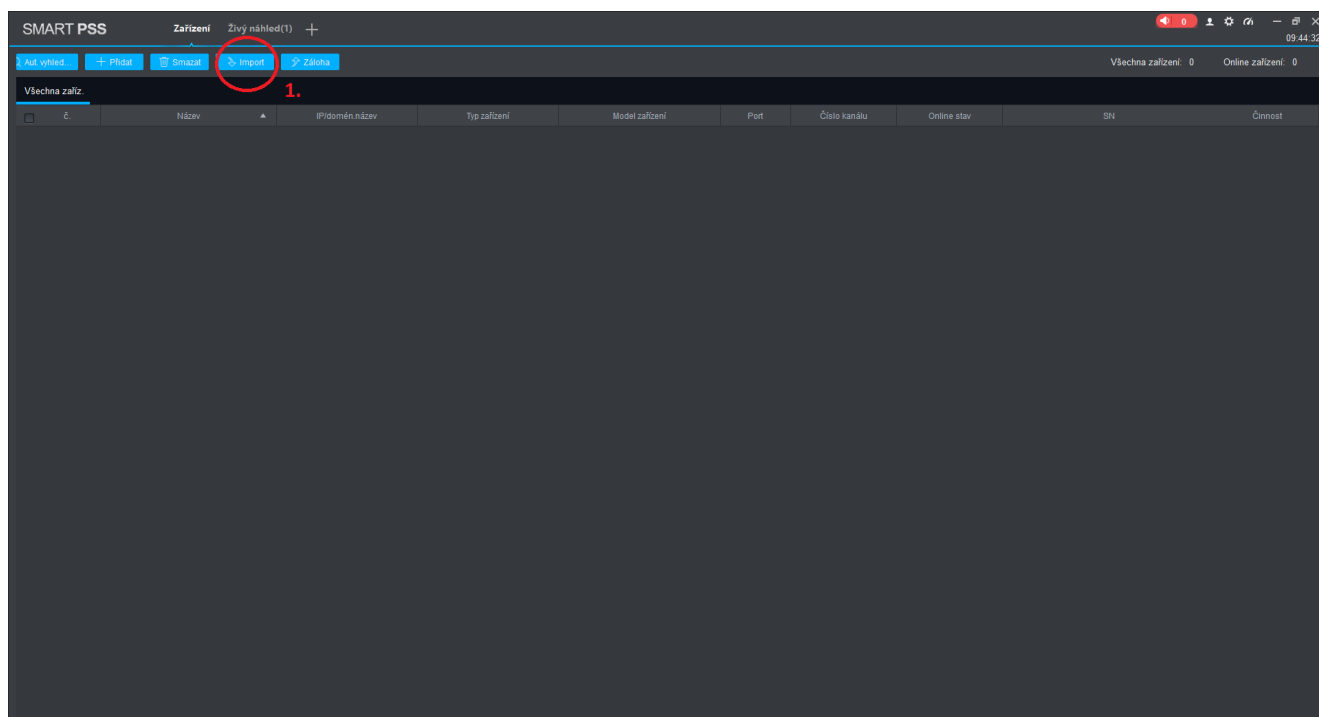 SMART PSS Zařízení Živý náhled(1) 0
09:44:32
Aut. vyhled... Přidat Smazat Import Záloha Všechna zařízení: 0 Online zařízení: 0
1.
Všechna zaříz.
č. Název IP/domén.název Typ zařízení Model zařízení Port Číslo kanálu Online stav SN Činnost